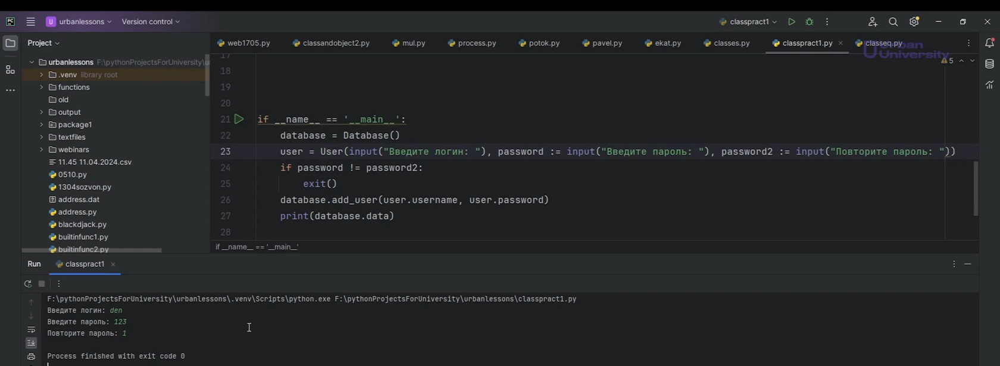 PC urbanlessons Version control classpract1
Project
web1705.py classandobject2.py mul.py process.py potok.py pavel.py ekat.py classes.py classpract1.py classeq.py
Urban
University
5
urbanlessons F:\pythonProjectsForUniversity\ur
.venv library root
functions
old
output
package1
textfiles
webinars
11.45 11.04.2024.csv
0510.py
1304sozvon.py
address.dat
address.py
blackdjack.py
builtinfunc1.py
builtinfunc2.py
17
18
19
20
21 if __name__ == '__main__':
22 database = Database()
23 user = User(input("Введите логин: "), password := input("Введите пароль: "), password2 := input("Повторите пароль: "))
24 if password != password2:
25 exit()
26 database.add_user(user.username, user.password)
27 print(database.data)
28
if __name__ == '__main__'
Run classpract1
F:\pythonProjectsForUniversity\urbanlessons\.venv\Scripts\python.exe F:\pythonProjectsForUniversity\urbanlessons\classpract1.py
Введите логин: den
Введите пароль: 123
Повторите пароль: 1
Process finished with exit code 0